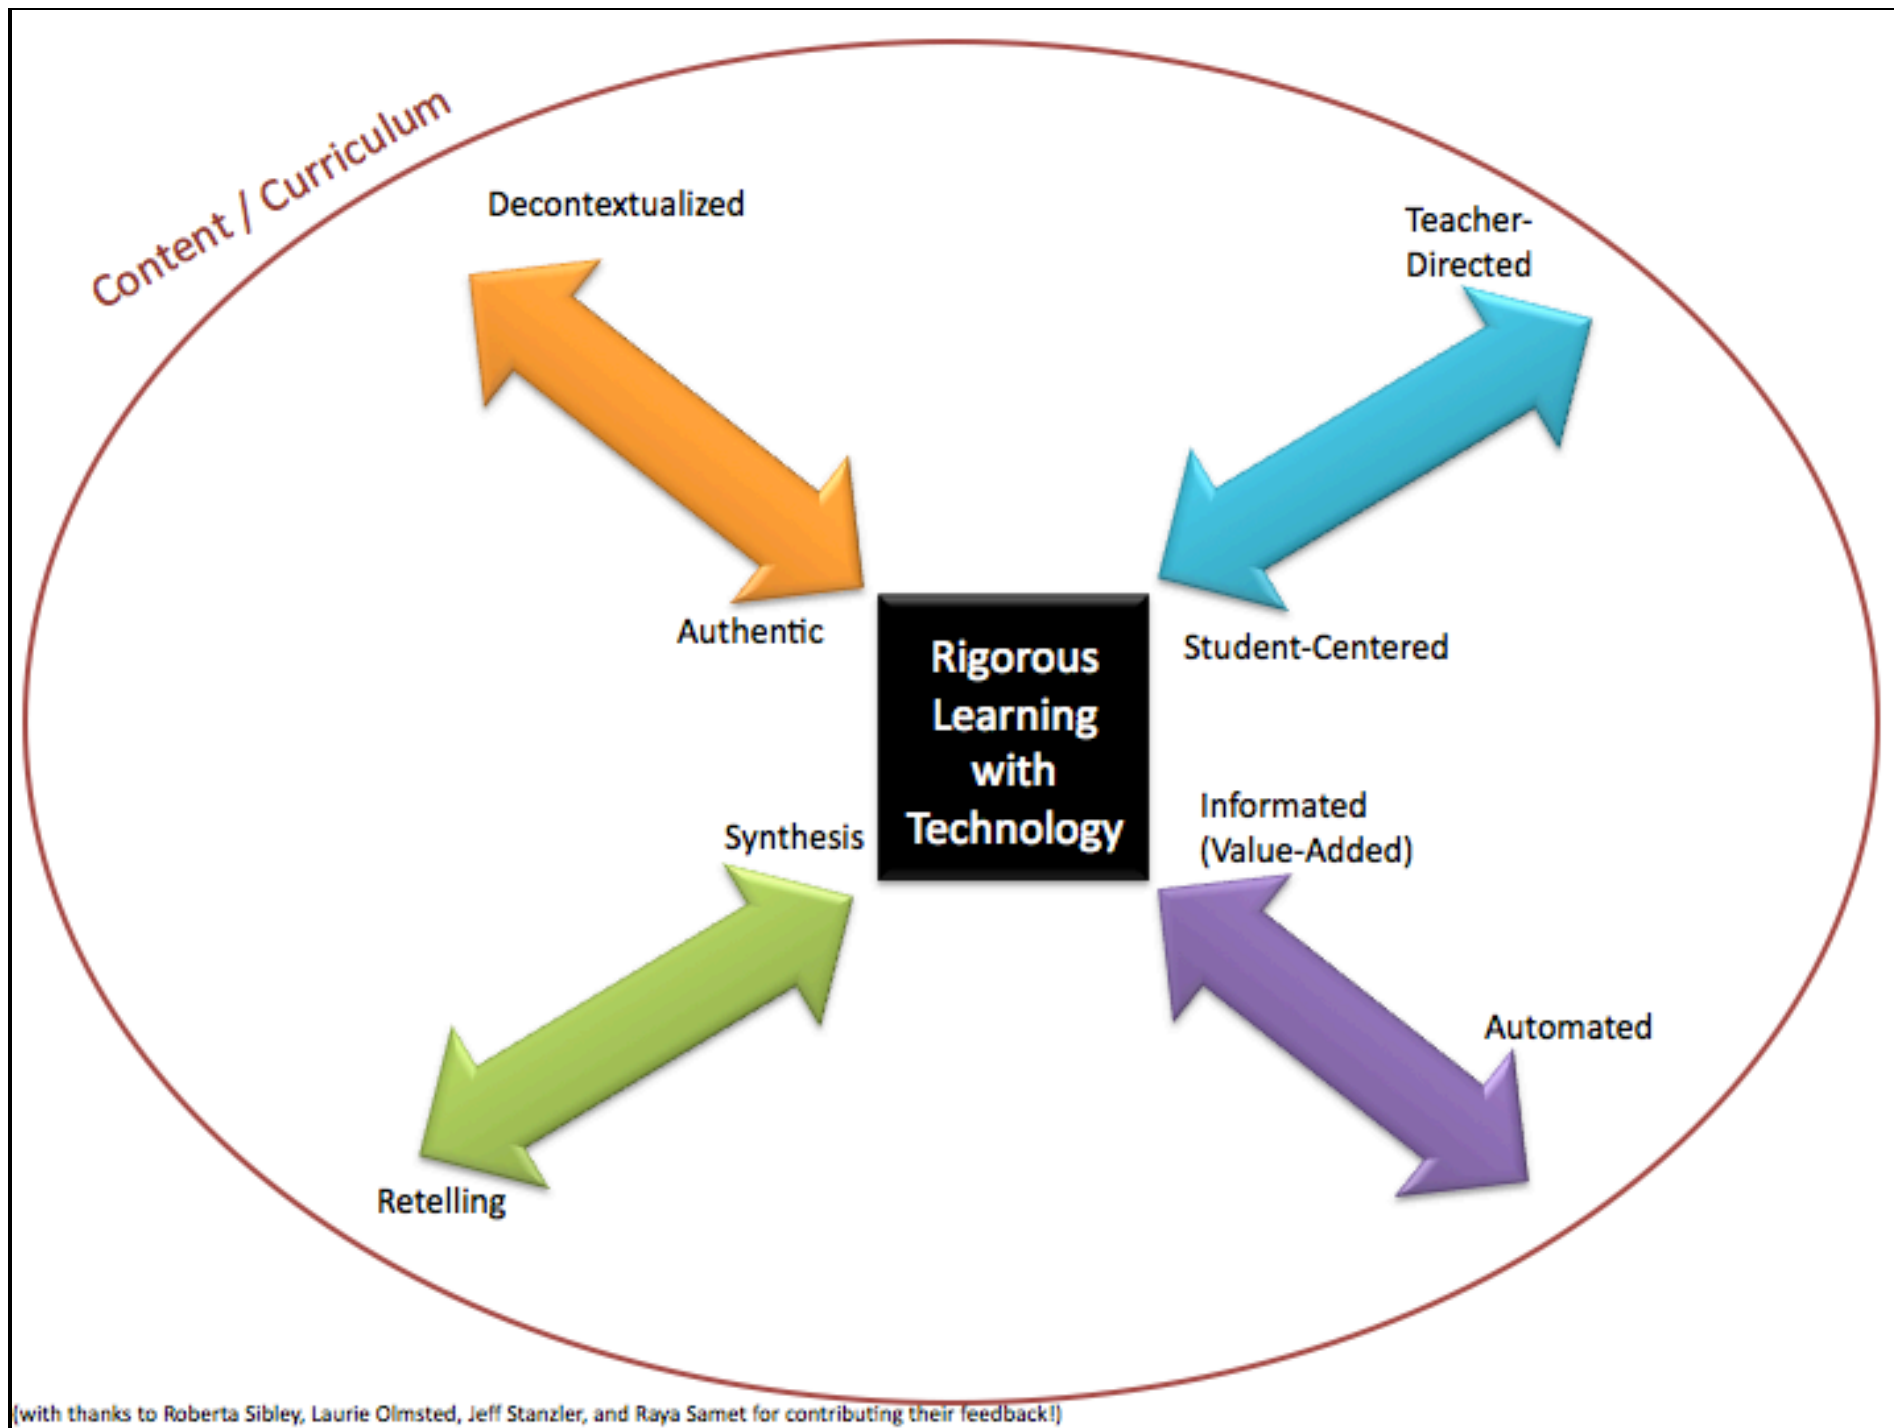 Content / Curriculum
Decontextualized
Teacher-
Directed
Authentic
Student-Centered
Rigorous
Learning
with
Technology
Synthesis
Informated
(Value-Added)
Retelling
Automated
(with thanks to Roberta Sibley, Laurie Olmsted, Jeff Stanzler, and Raya Samet for contributing their feedback!)